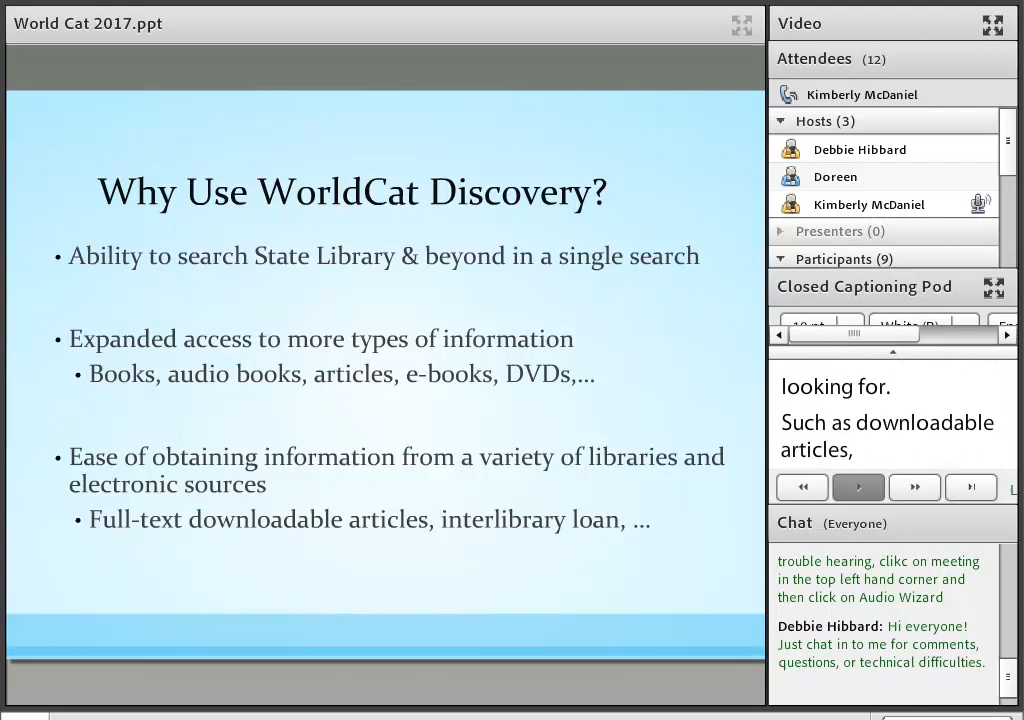 World Cat 2017.ppt
Why Use WorldCat Discovery?
• Ability to search State Library & beyond in a single search
• Expanded access to more types of information
• Books, audio books, articles, e-books, DVDs,...
• Ease of obtaining information from a variety of libraries and
electronic sources
• Full-text downloadable articles, interlibrary loan, ...
Video
Attendees (12)
Kimberly McDaniel
Hosts (3)
Debbie Hibbard
Doreen
Kimberly McDaniel
Presenters (0)
Participants (9)
Closed Captioning Pod
looking for.
Such as downloadable
articles,
Chat (Everyone)
trouble hearing, clikc on meeting
in the top left hand corner and
then click on Audio Wizard
Debbie Hibbard: Hi everyone!
Just chat in to me for comments,
questions, or technical difficulties.